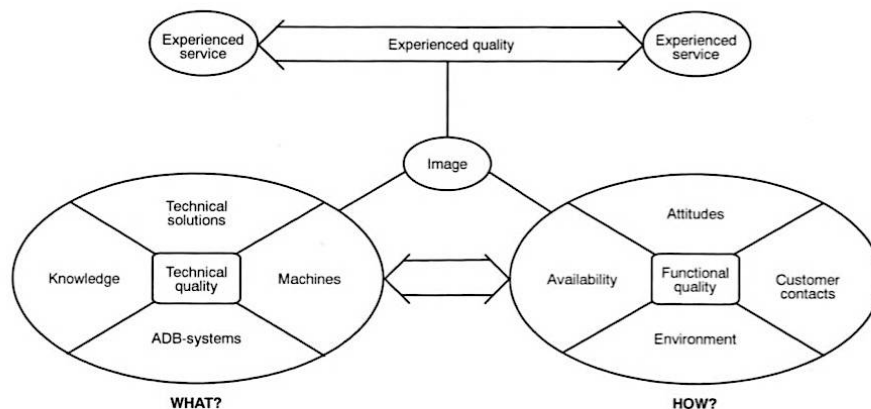 Experienced
service
Experienced quality
Experienced
service
Image
Technical
solutions
Knowledge
Technical
quality
Machines
ADB-systems
WHAT?
Attitudes
Availability
Functional
quality
Customer
contacts
Environment
HOW?